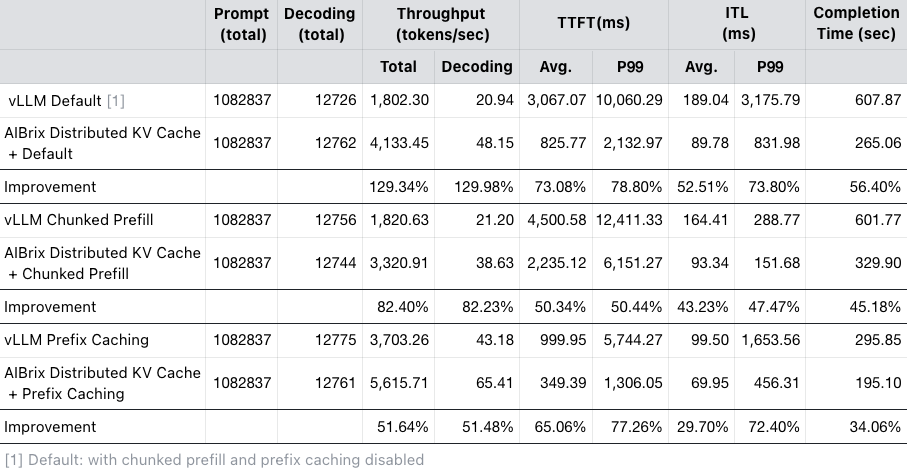 Prompt (total) Decoding (total) Throughput (tokens/sec) TTFT(ms) ITL (ms) Completion Time (sec)
Total Decoding Avg. P99 Avg. P99
vLLM Default [1] 1082837 12726 1,802.30 20.94 3,067.07 10,060.29 189.04 3,175.79 607.87
AIBrix Distributed KV Cache + Default 1082837 12762 4,133.45 48.15 825.77 2,132.97 89.78 831.98 265.06
Improvement 129.34% 129.98% 73.08% 78.80% 52.51% 73.80% 56.40%
vLLM Chunked Prefill 1082837 12756 1,820.63 21.20 4,500.58 12,411.33 164.41 288.77 601.77
AIBrix Distributed KV Cache + Chunked Prefill 1082837 12744 3,320.91 38.63 2,235.12 6,151.27 93.34 151.68 329.90
Improvement 82.40% 82.23% 50.34% 50.44% 43.23% 47.47% 45.18%
vLLM Prefix Caching 1082837 12775 3,703.26 43.18 999.95 5,744.27 99.50 1,653.56 295.85
AIBrix Distributed KV Cache + Prefix Caching 1082837 12761 5,615.71 65.41 349.39 1,306.05 69.95 456.31 195.10
Improvement 51.64% 51.48% 65.06% 77.26% 29.70% 72.40% 34.06%
[1] Default: with chunked prefill and prefix caching disabled